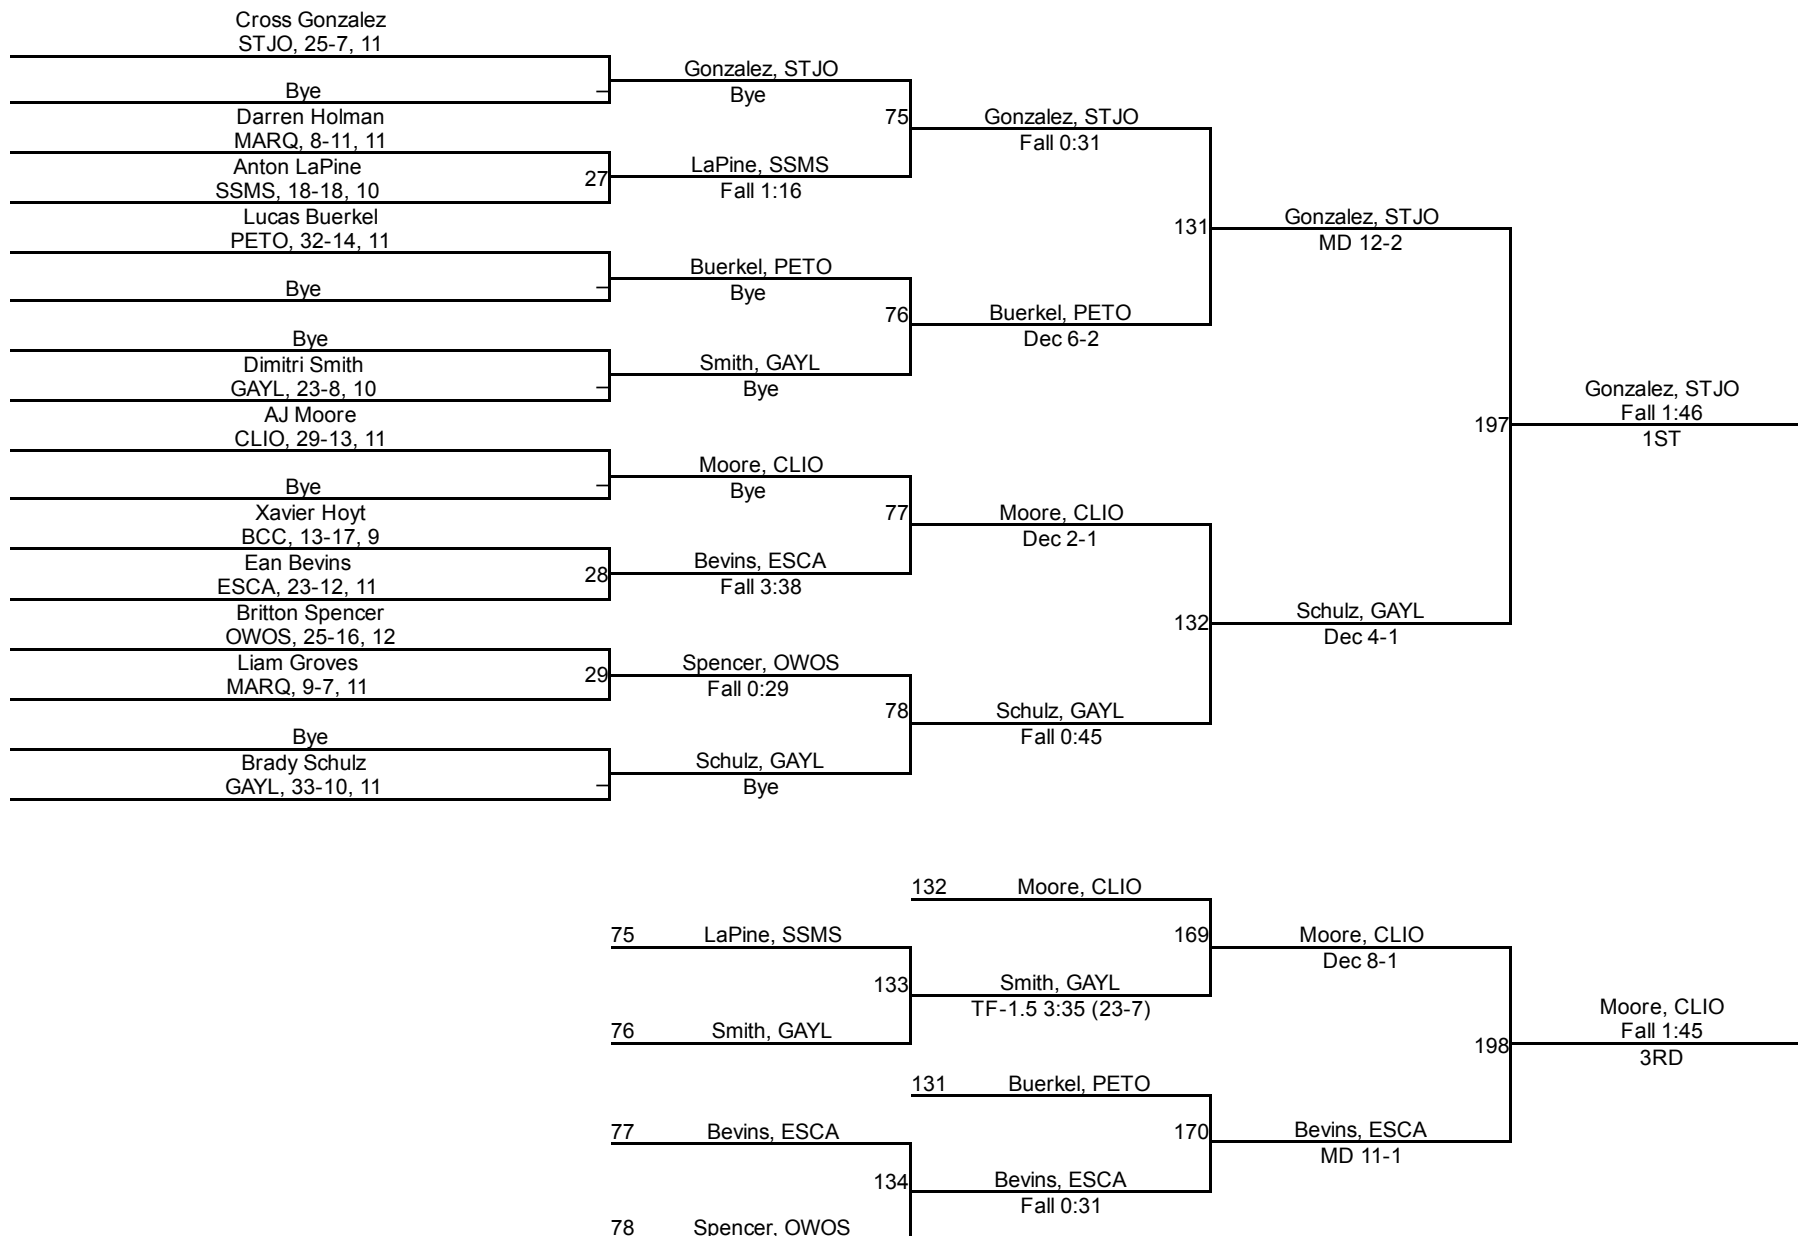 Cross Gonzalez
STJO, 25-7, 11
Bye
Darren Holman
MARQ, 8-11, 11
Anton LaPine
SSMS, 18-18, 10
27
Lucas Buerkel
PETO, 32-14, 11
Bye
Bye
Dimitri Smith
GAYL, 23-8, 10
AJ Moore
CLIO, 29-13, 11
Bye
Xavier Hoyt
BCC, 13-17, 9
Ean Bevins
ESCA, 23-12, 11
28
Britton Spencer
OWOS, 25-16, 12
Liam Groves
MARQ, 9-7, 11
29
Bye
Brady Schulz
GAYL, 33-10, 11
Gonzalez, STJO
Bye
75
LaPine, SSMS
Fall 1:16
Buerkel, PETO
Bye
76
Smith, GAYL
Bye
Moore, CLIO
Bye
77
Bevins, ESCA
Fall 3:38
Spencer, OWOS
Fall 0:29
78
Schulz, GAYL
Bye
Gonzalez, STJO
Fall 0:31
131
Buerkel, PETO
Dec 6-2
Moore, CLIO
Dec 2-1
132
Schulz, GAYL
Fall 0:45
Gonzalez, STJO
MD 12-2
197
Schulz, GAYL
Dec 4-1
Gonzalez, STJO
Fall 1:46
1ST
132 Moore, CLIO
75 LaPine, SSMS
133
76 Smith, GAYL
Smith, GAYL
TF-1.5 3:35 (23-7)
169
131 Buerkel, PETO
77 Bevins, ESCA
134
78 Spencer, OWOS
Bevins, ESCA
Fall 0:31
170
Moore, CLIO
Dec 8-1
198
Bevins, ESCA
MD 11-1
Moore, CLIO
Fall 1:45
3RD